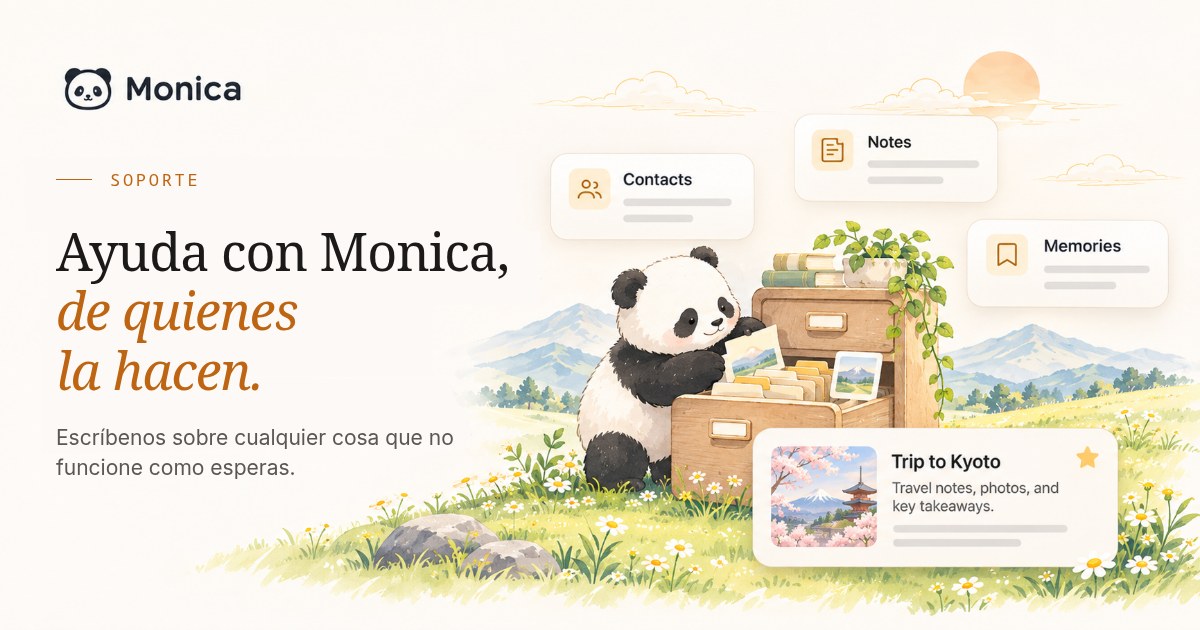 Monica
SOPORTE
Ayuda con Monica,
de quienes
la hacen.
Escríbenos sobre cualquier cosa que no
funcione como esperas.
Contacts
Notes
Memories
Trip to Kyoto
Travel notes, photos, and
key takeaways.